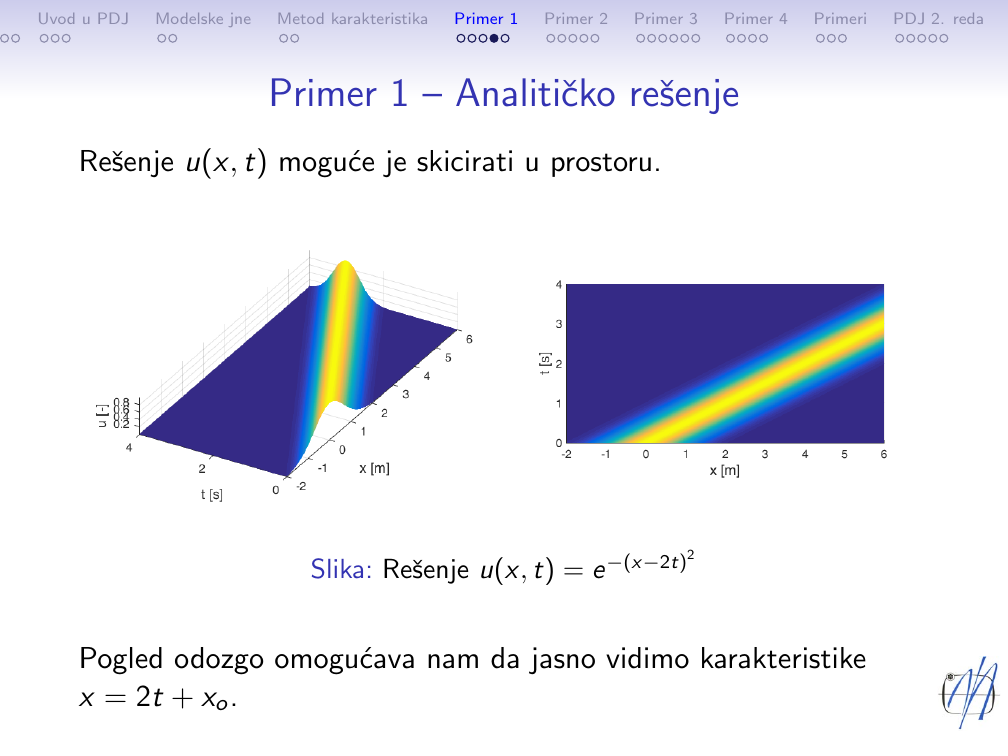 Uvod u PDJ Modelske jne Metod karakteristika Primer 1 Primer 2 Primer 3 Primer 4 Primeri PDJ 2. reda
Primer 1 – Analitičko rešenje
Rešenje u(x, t) moguće je skicirati u prostoru.
0.8
0.6
0.4
0.2
u [-]
4
2
0
t [s]
-2
-1
0
1
2
3
4
5
6
x [m]
4
3
2
1
0
t [s]
-2 -1 0 1 2 3 4 5 6
x [m]
Slika: Rešenje u(x, t) = e^{−(x−2t)^2}
Pogled odozgo omogućava nam da jasno vidimo karakteristike
x = 2t + x_o.